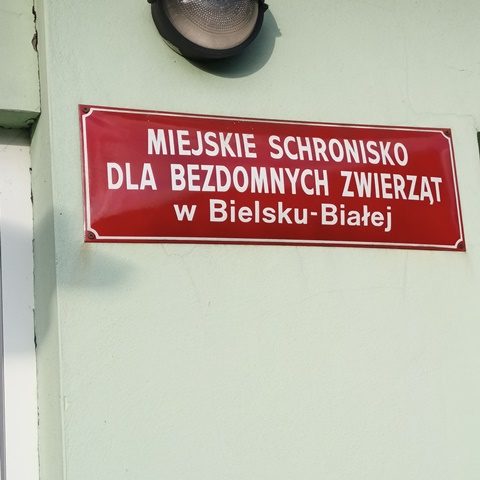 MIEJSKIE SCHRONISKO
DLA BEZDOMNYCH ZWIERZĄT
w Bielsku-Białej